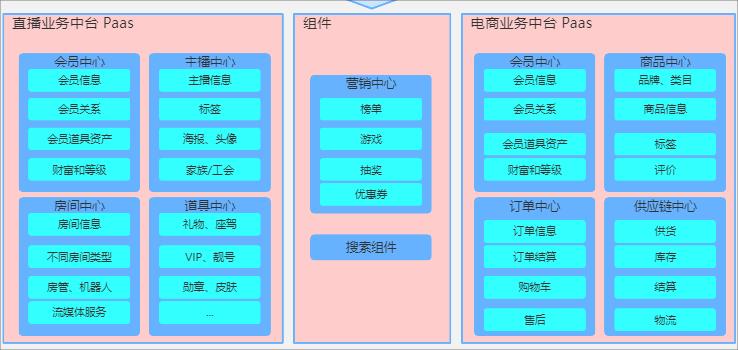 直播业务中台 Paas
会员中心
会员信息
会员关系
会员道具资产
财富和等级
主播中心
主播信息
标签
海报、头像
家族/工会
房间中心
房间信息
不同房间类型
房管、机器人
流媒体服务
道具中心
礼物、座驾
VIP、靓号
勋章、皮肤
...
组件
营销中心
榜单
游戏
抽奖
优惠券
搜索组件
电商业务中台 Paas
会员中心
会员信息
会员关系
会员道具资产
财富和等级
商品中心
品牌、类目
商品信息
标签
评价
订单中心
订单信息
订单结算
购物车
售后
供应链中心
供货
库存
结算
物流